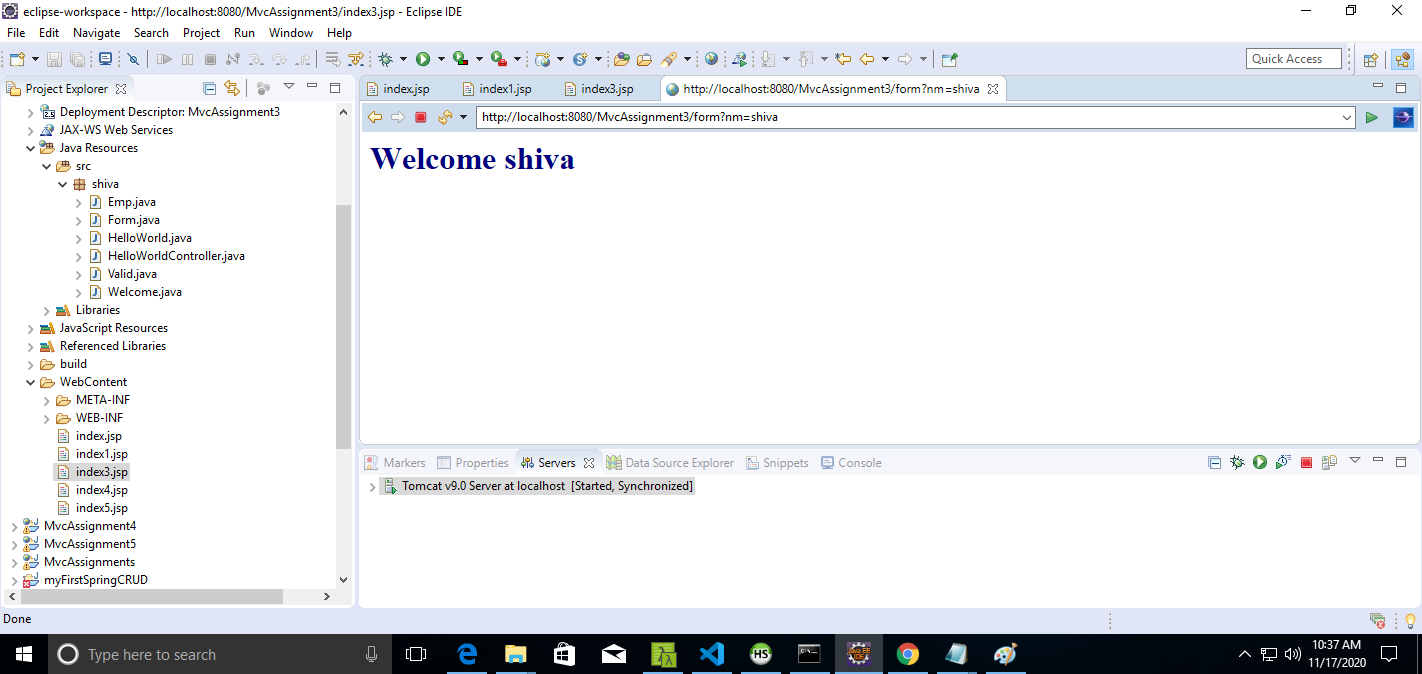 eclipse-workspace - http://localhost:8080/MvcAssignment3/index3.jsp - Eclipse IDE
File Edit Navigate Search Project Run Window Help
Quick Access
Project Explorer
Deployment Descriptor: MvcAssignment3
JAX-WS Web Services
Java Resources
src
shiva
Emp.java
Form.java
HelloWorld.java
HelloWorldController.java
Valid.java
Welcome.java
Libraries
JavaScript Resources
Referenced Libraries
build
WebContent
META-INF
WEB-INF
index.jsp
index1.jsp
index3.jsp
index4.jsp
index5.jsp
MvcAssignment4
MvcAssignment5
MvcAssignments
myFirstSpringCRUD
index.jsp index1.jsp index3.jsp http://localhost:8080/MvcAssignment3/form?nm=shiva
http://localhost:8080/MvcAssignment3/form?nm=shiva
Welcome shiva
Markers Properties Servers Data Source Explorer Snippets Console
Tomcat v9.0 Server at localhost [Started, Synchronized]
Done
Type here to search
HS
10:37 AM
11/17/2020